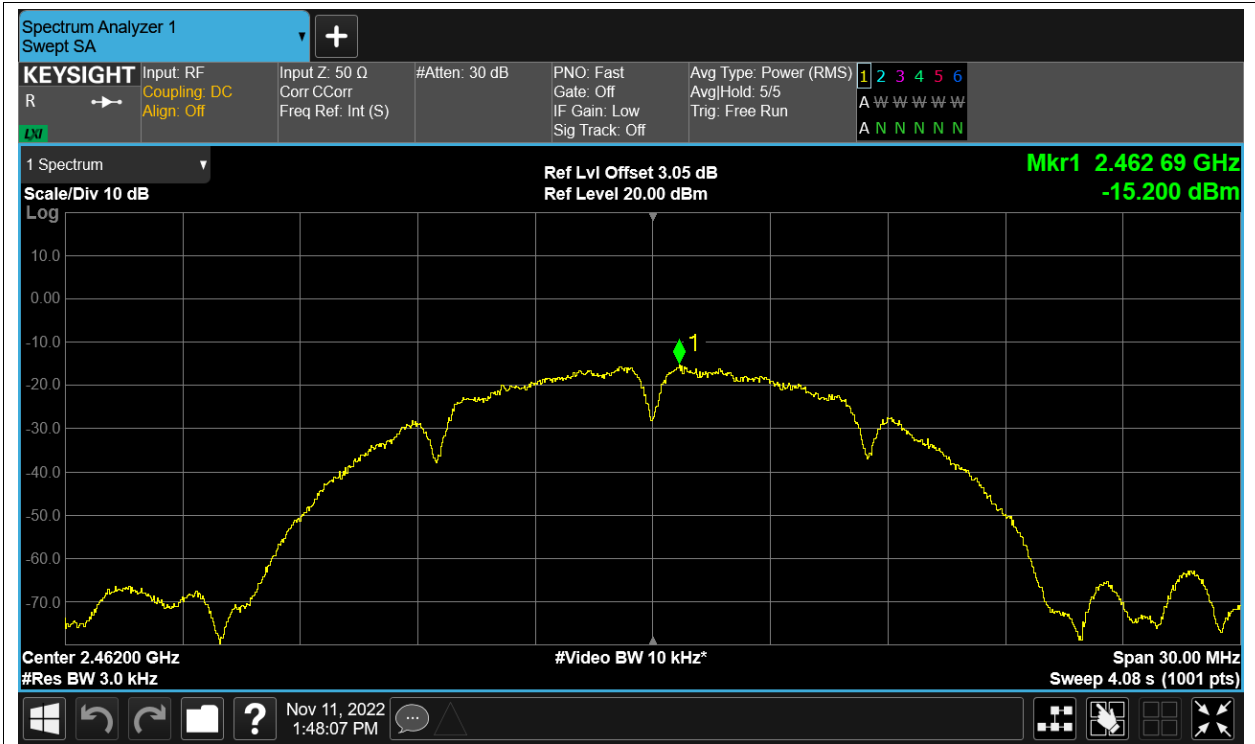 Spectrum Analyzer 1
Swept SA
KEYSIGHT
R
LXI
Input: RF
Coupling: DC
Align: Off
Input Z: 50 Ω
Corr CCorr
Freq Ref: Int (S)
#Atten: 30 dB
PNO: Fast
Gate: Off
IF Gain: Low
Sig Track: Off
Avg Type: Power (RMS)
Avg|Hold: 5/5
Trig: Free Run
1 2 3 4 5 6
A W W W W W
A N N N N N
1 Spectrum
Scale/Div 10 dB
Log
Ref Lvl Offset 3.05 dB
Ref Level 20.00 dBm
Mkr1 2.462 69 GHz
-15.200 dBm
10.0
0.00
-10.0
-20.0
-30.0
-40.0
-50.0
-60.0
-70.0
1
Center 2.46200 GHz
#Res BW 3.0 kHz
#Video BW 10 kHz*
Span 30.00 MHz
Sweep 4.08 s (1001 pts)
?
Nov 11, 2022
1:48:07 PM